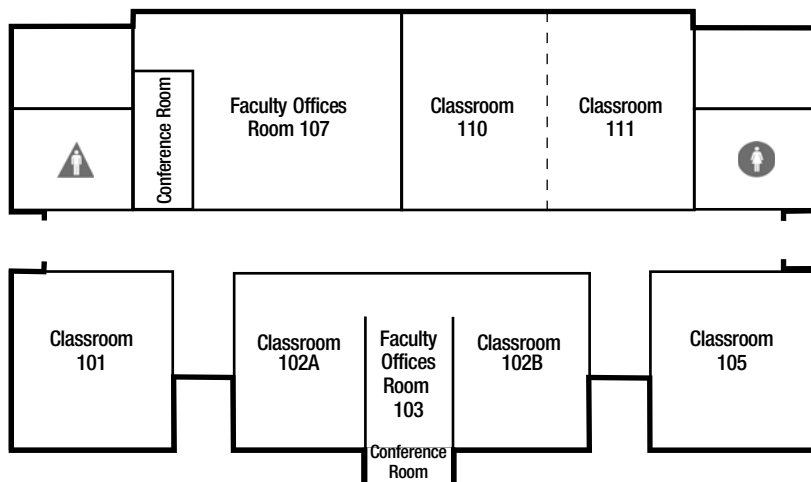 Conference Room
Faculty Offices
Room 107
Classroom
110
Classroom
111
Classroom
101
Classroom
102A
Faculty
Offices
Room
103
Classroom
102B
Classroom
105
Conference
Room